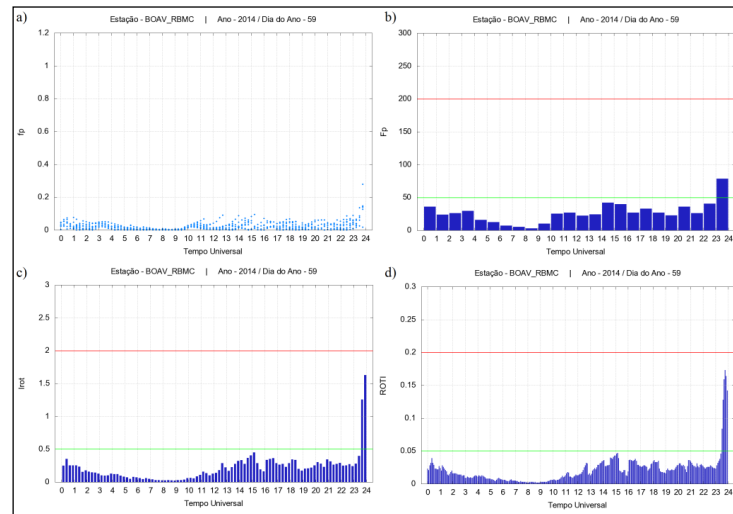 a)
Estação - BOAV_RBMC | Ano - 2014 / Dia do Ano - 59
1.2
1
0.8
0.6
0.4
0.2
0
fp
0 1 2 3 4 5 6 7 8 9 10 11 12 13 14 15 16 17 18 19 20 21 22 23 24
Tempo Universal
b)
Estação - BOAV_RBMC | Ano - 2014 / Dia do Ano - 59
300
250
200
150
100
50
0
Fp
0 1 2 3 4 5 6 7 8 9 10 11 12 13 14 15 16 17 18 19 20 21 22 23 24
Tempo Universal
c)
Estação - BOAV_RBMC | Ano - 2014 / Dia do Ano - 59
3
2.5
2
1.5
1
0.5
0
Irot
0 1 2 3 4 5 6 7 8 9 10 11 12 13 14 15 16 17 18 19 20 21 22 23 24
Tempo Universal
d)
Estação - BOAV_RBMC | Ano - 2014 / Dia do Ano - 59
0.3
0.25
0.2
0.15
0.1
0.05
0
ROTI
0 1 2 3 4 5 6 7 8 9 10 11 12 13 14 15 16 17 18 19 20 21 22 23 24
Tempo Universal